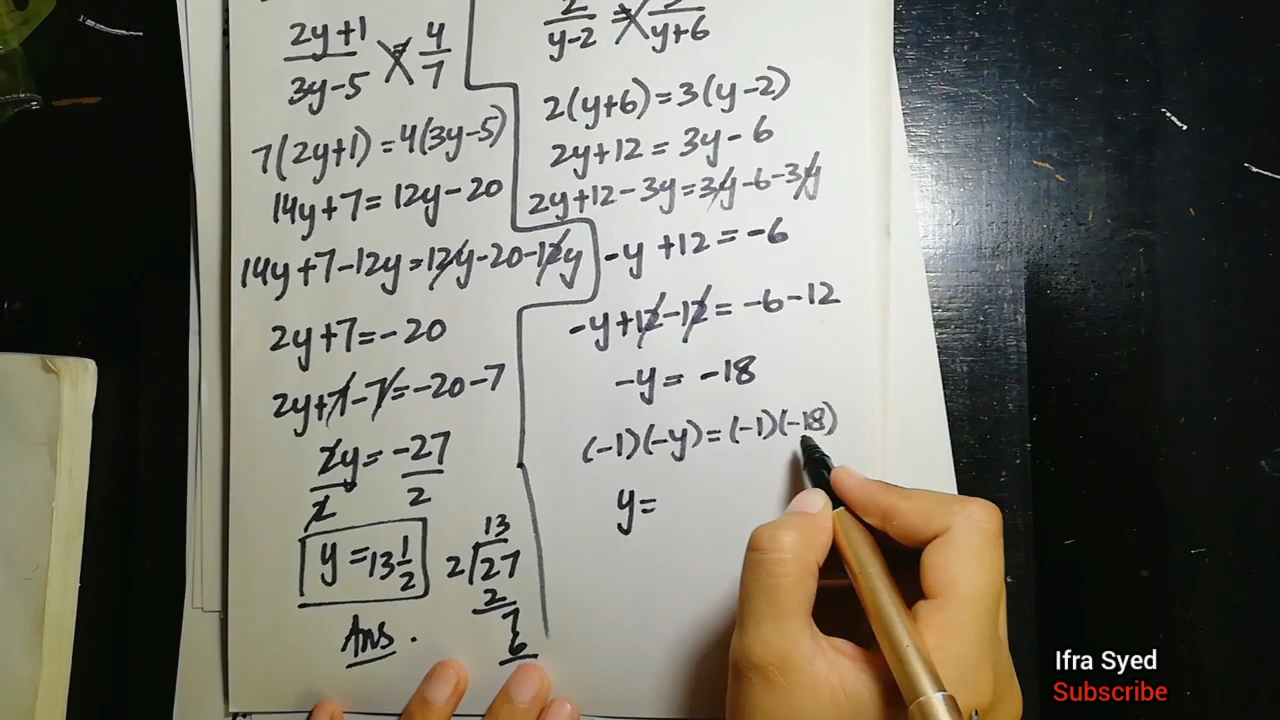 2y+1 / 3y-5 = 4/7
7(2y+1)=4(3y-5)
14y+7=12y-20
14y+7-12y=12y-20-12y
2y+7=-20
2y+7-7=-20-7
2y/2=-27/2
y=13 1/2
13
2 27
2
7
6
Ans.
2/y-2 = 3/y+6
2(y+6)=3(y-2)
2y+12=3y-6
2y+12-3y=3y-6-3y
-y+12=-6
-y+12-12=-6-12
-y=-18
(-1)(-y)=(-1)(-18)
y=
Ifra Syed
Subscribe